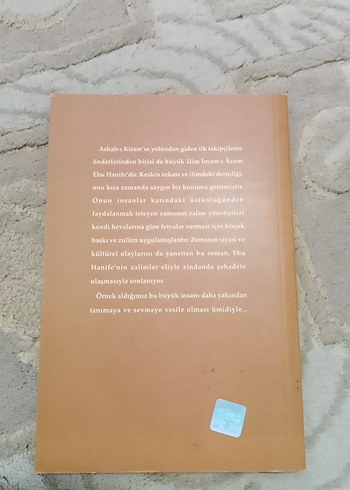 Ashab-ı Kiram'ın yolundan giden ilk takipçilerin
önderlerinden birisi de büyük âlim İmam-ı Âzam
Ebu Hanife'dir. Keskin zekası ve ilimdeki derinliği,
onu kısa zamanda saygın bir konuma getirmiştir.
Onun insanlar katındaki üstünlüğünden
faydalanmak isteyen zamanın zalim yöneticileri
kendi hevalarına göre fetvalar vermesi için birçok
baskı ve zulüm uygulamışlardır. Zamanın siyasi ve
kültürel olaylarını da yansıtan bu roman, Ebu
Hanife'nin zalimler eliyle zindanda şehadete
ulaşmasıyla sonlanıyor.
Örnek aldığımız bu büyük insanı daha yakından
tanımaya ve sevmeye vesile olması ümidiyle...